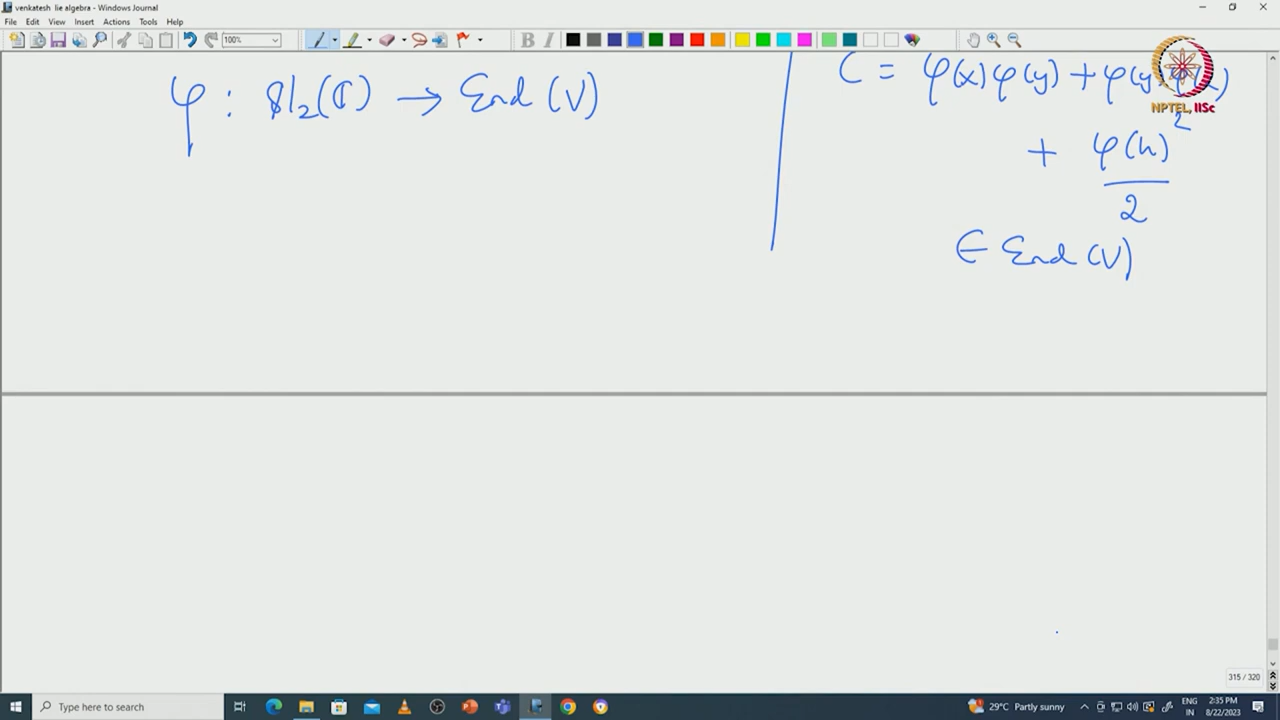 venkatesh lie algebra - Windows Journal
File Edit View Insert Actions Tools Help
100%
φ : sl₂(ℂ) → End (V)
C = φ(x)φ(y) + φ(y)φ(x)
+ φ(h)²
2
∈ End (V)
NPTEL, IISc
315 / 320
Type here to search
29°C Partly sunny
ENG
IN
2:35 PM
8/22/2023